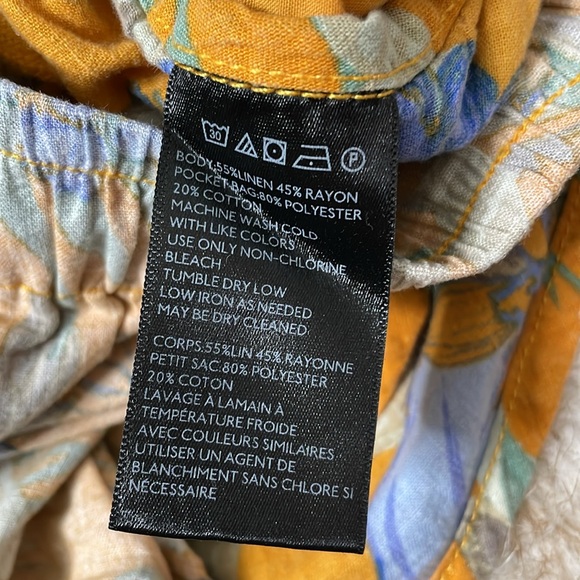 30 P
BODY:55%LINEN 45% RAYON
POCKET BAG:80% POLYESTER
20% COTTON
MACHINE WASH COLD
WITH LIKE COLORS
USE ONLY NON-CHLORINE
BLEACH
TUMBLE DRY LOW
LOW IRON AS NEEDED
MAY BE DRY CLEANED
CORPS:55%LIN 45% RAYONNE
PETIT SAC:80% POLYESTER
20% COTON
LAVAGE À LAMAIN À
TEMPÉRATURE FROIDE
AVEC COULEURS SIMILAIRES
UTILISER UN AGENT DE
BLANCHIMENT SANS CHLORE SI
NÉCESSAIRE